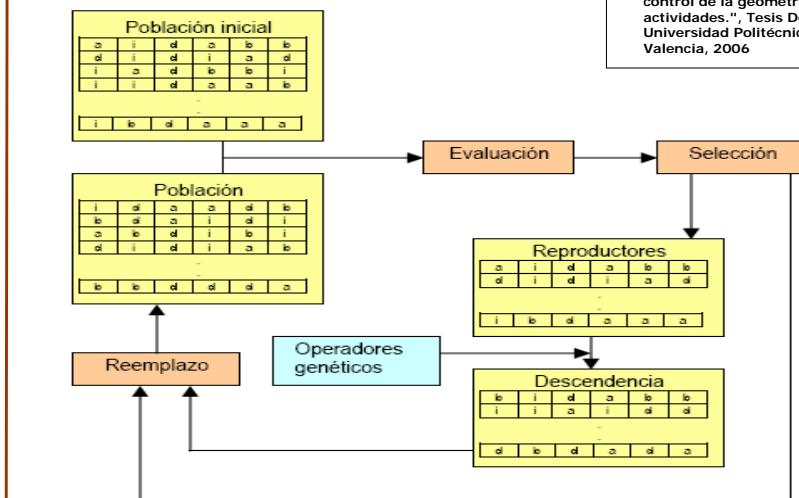 control de la geometr
actividades.", Tesis D
Universidad Politécni
Valencia, 2006
Población inicial
a i d a b b
d i d i a d
i a d b b i
i i d a a b
i b d a a a
Evaluación
Selección
Población
i d a a d b
b d a i d i
a b d i b i
d i d i a b
b b d d d a
Reproductores
a i d a b b
d i d i a d
i b d a a a
Operadores
genéticos
Reemplazo
Descendencia
b i d a b b
i i a i d d
d b d a d a